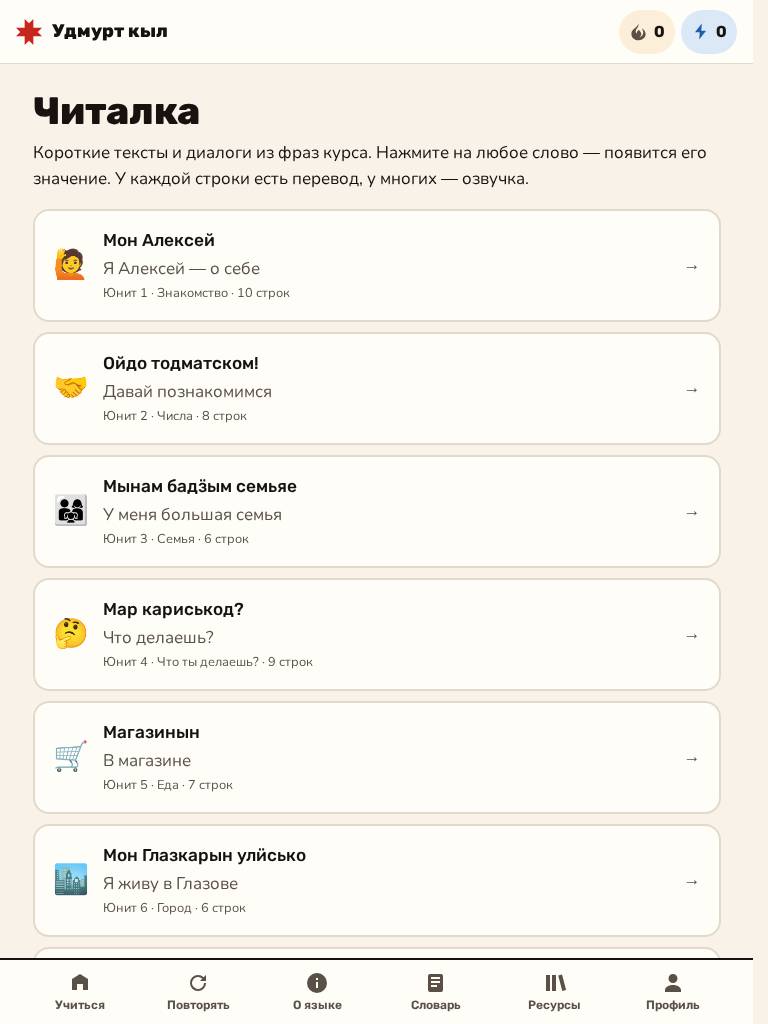 Удмурт кыл
0
0
Читалка
Короткие тексты и диалоги из фраз курса. Нажмите на любое слово — появится его
значение. У каждой строки есть перевод, у многих — озвучка.
Мон Алексей
Я Алексей — о себе
Юнит 1 · Знакомство · 10 строк
→
Ойдо тодматском!
Давай познакомимся
Юнит 2 · Числа · 8 строк
→
Мынам бадӟым семьяе
У меня большая семья
Юнит 3 · Семья · 6 строк
→
Мар кариськод?
Что делаешь?
Юнит 4 · Что ты делаешь? · 9 строк
→
Магазинын
В магазине
Юнит 5 · Еда · 7 строк
→
Мон Глазкарын улӥсько
Я живу в Глазове
Юнит 6 · Город · 6 строк
→
Учиться
Повторять
О языке
Словарь
Ресурсы
Профиль